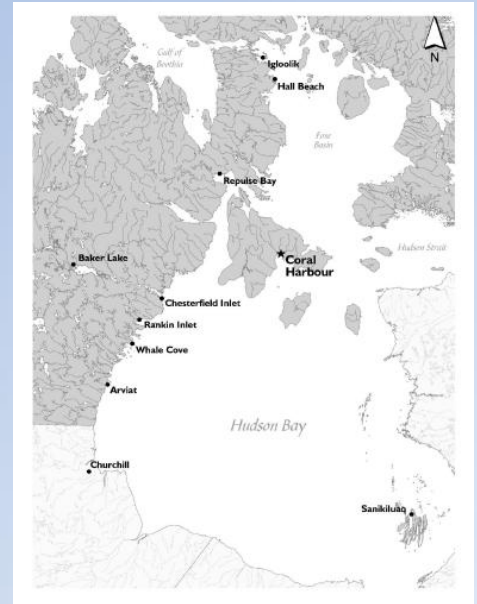 N
Gulf of
Boothia
Igloolik
Hall Beach
Foxe
Basin
Repulse Bay
Baker Lake
Coral
Harbour
Hudson Strait
Chesterfield Inlet
Rankin Inlet
Whale Cove
Arviat
Hudson Bay
Churchill
Sanikiluaq